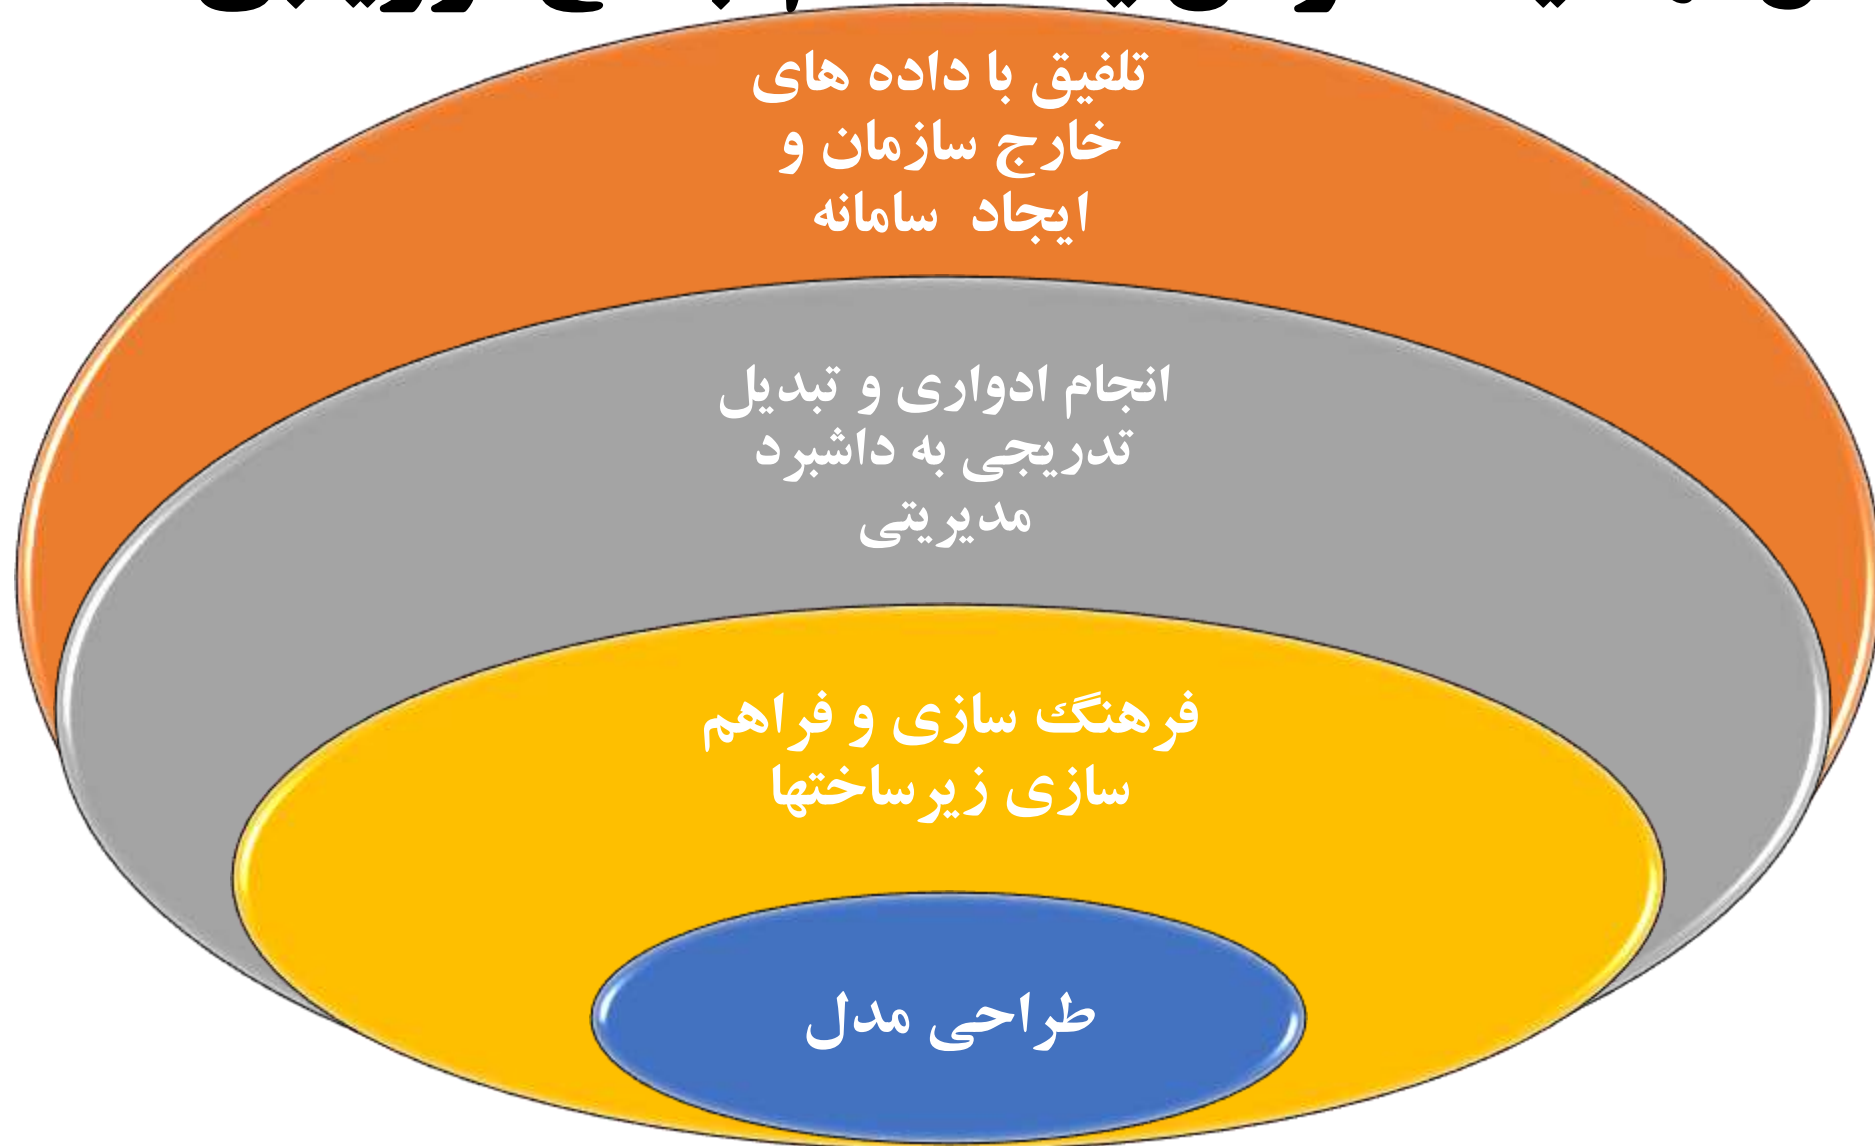 تلفیق با داده های
خارج سازمان و
ایجاد سامانه
انجام ادواری و تبدیل
تدریجی به داشبرد
مدیریتی
فرهنگ سازی و فراهم
سازی زیرساختها
طراحی مدل